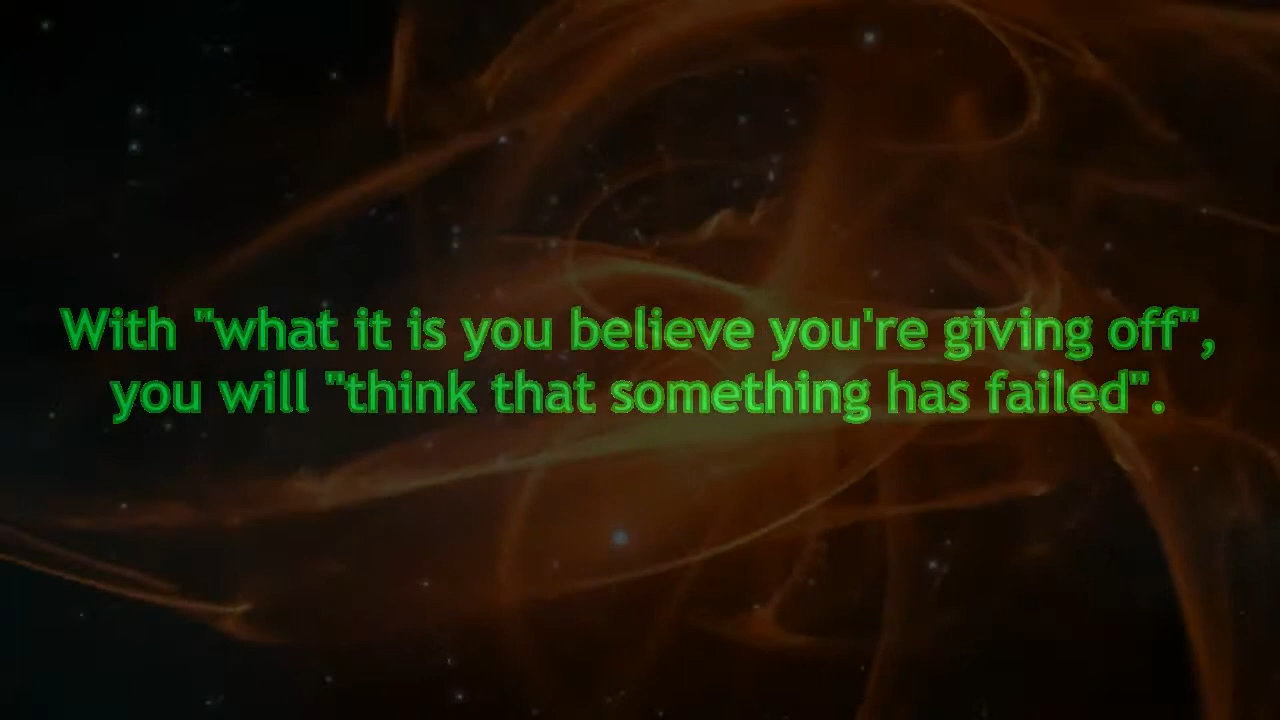 With "what it is you believe you're giving off",
you will "think that something has failed".